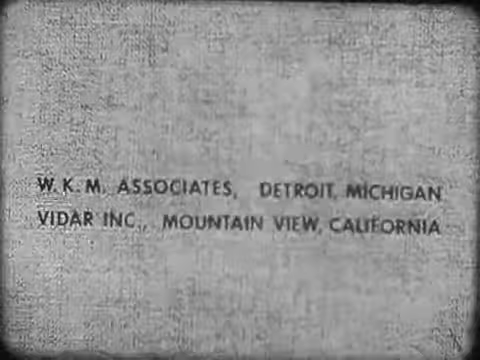 W. K. M. ASSOCIATES, DETROIT, MICHIGAN
VIDAR INC., MOUNTAIN VIEW, CALIFORNIA